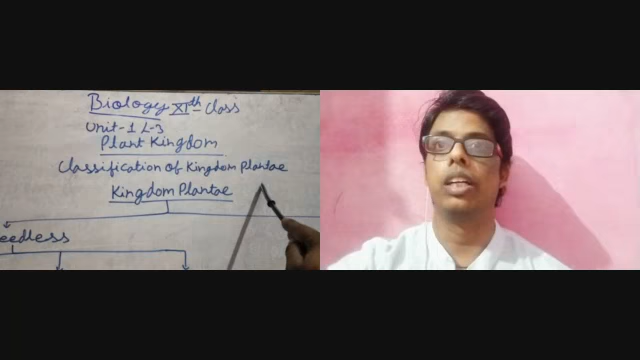 Biology XIth Class
Unit-1 L-3
Plant Kingdom
Classification of Kingdom Plantae
Kingdom Plantae
eedless